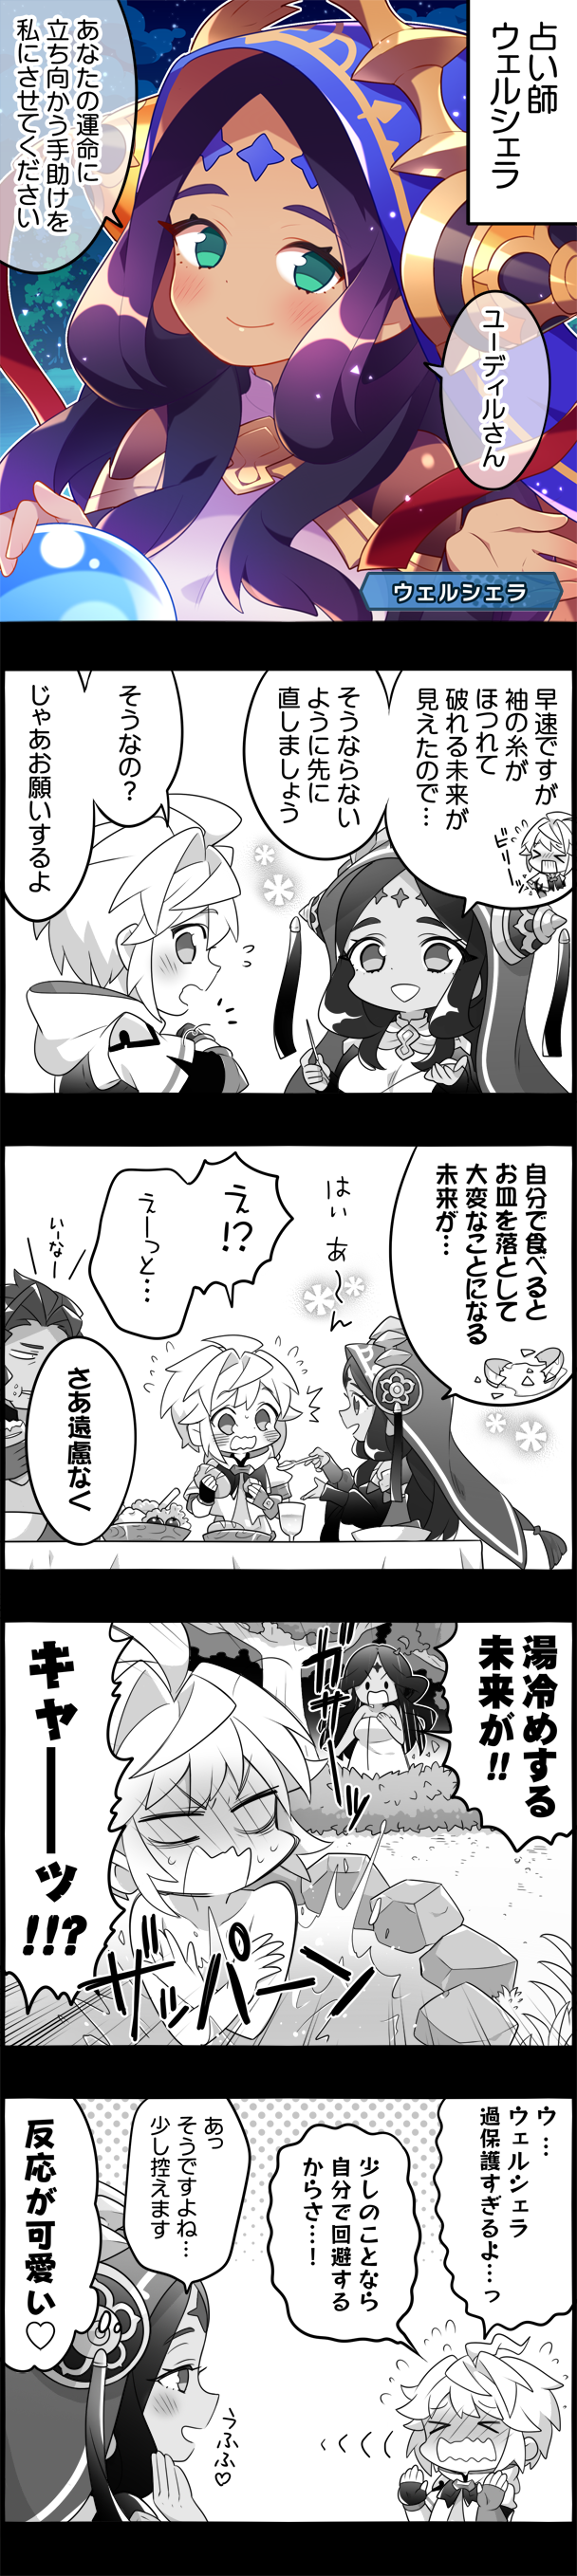 占い師
ウェルシェラ
ユーディルさん
あなたの運命に
立ち向かう手助けを
私にさせてください
ウェルシェラ
早速ですが
袖の糸が
ほつれて
破れる未来が
見えたので…
ビリーッ
そうならない
ように先に
直しましょう
そうなの?
じゃあお願いするよ
自分で食べると
お皿を落として
大変なことになる
未来が…
はい あ〜ん
え!?
えーっと…
いーなー
さあ遠慮なく
湯冷めする
未来が!!
ガサーッ
キャーーッ!!?
ザッパーン
ウ…
ウェルシェラ
過保護すぎるよ…っ
少しのことなら
自分で回避する
からさ…!
あっ
そうですよね…
少し控えます
うふふ♡
反応が可愛い♡